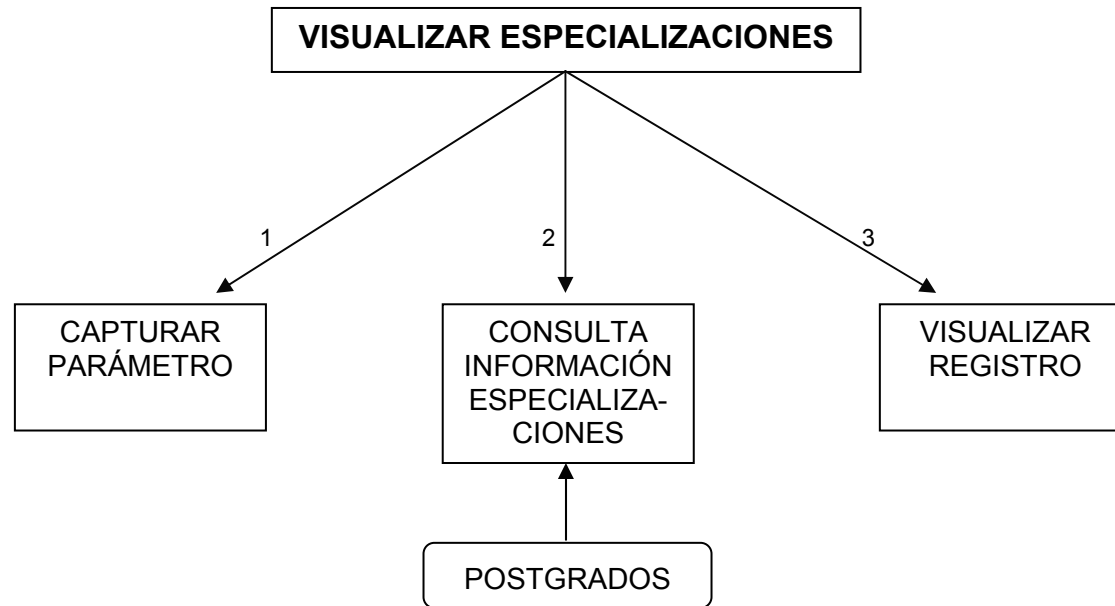 VISUALIZAR ESPECIALIZACIONES
1
2
3
CAPTURAR
PARÁMETRO
CONSULTA
INFORMACIÓN
ESPECIALIZA-
CIONES
VISUALIZAR
REGISTRO
POSTGRADOS